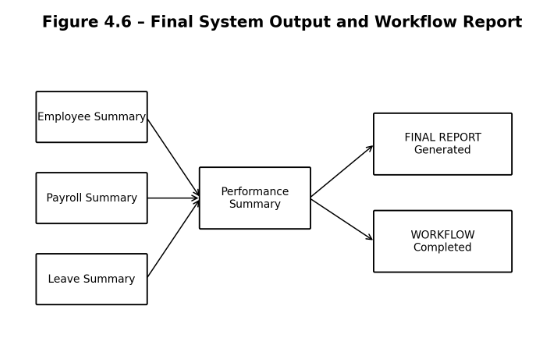 Figure 4.6 – Final System Output and Workflow Report
Employee Summary
Payroll Summary
Leave Summary
Performance
Summary
FINAL REPORT
Generated
WORKFLOW
Completed